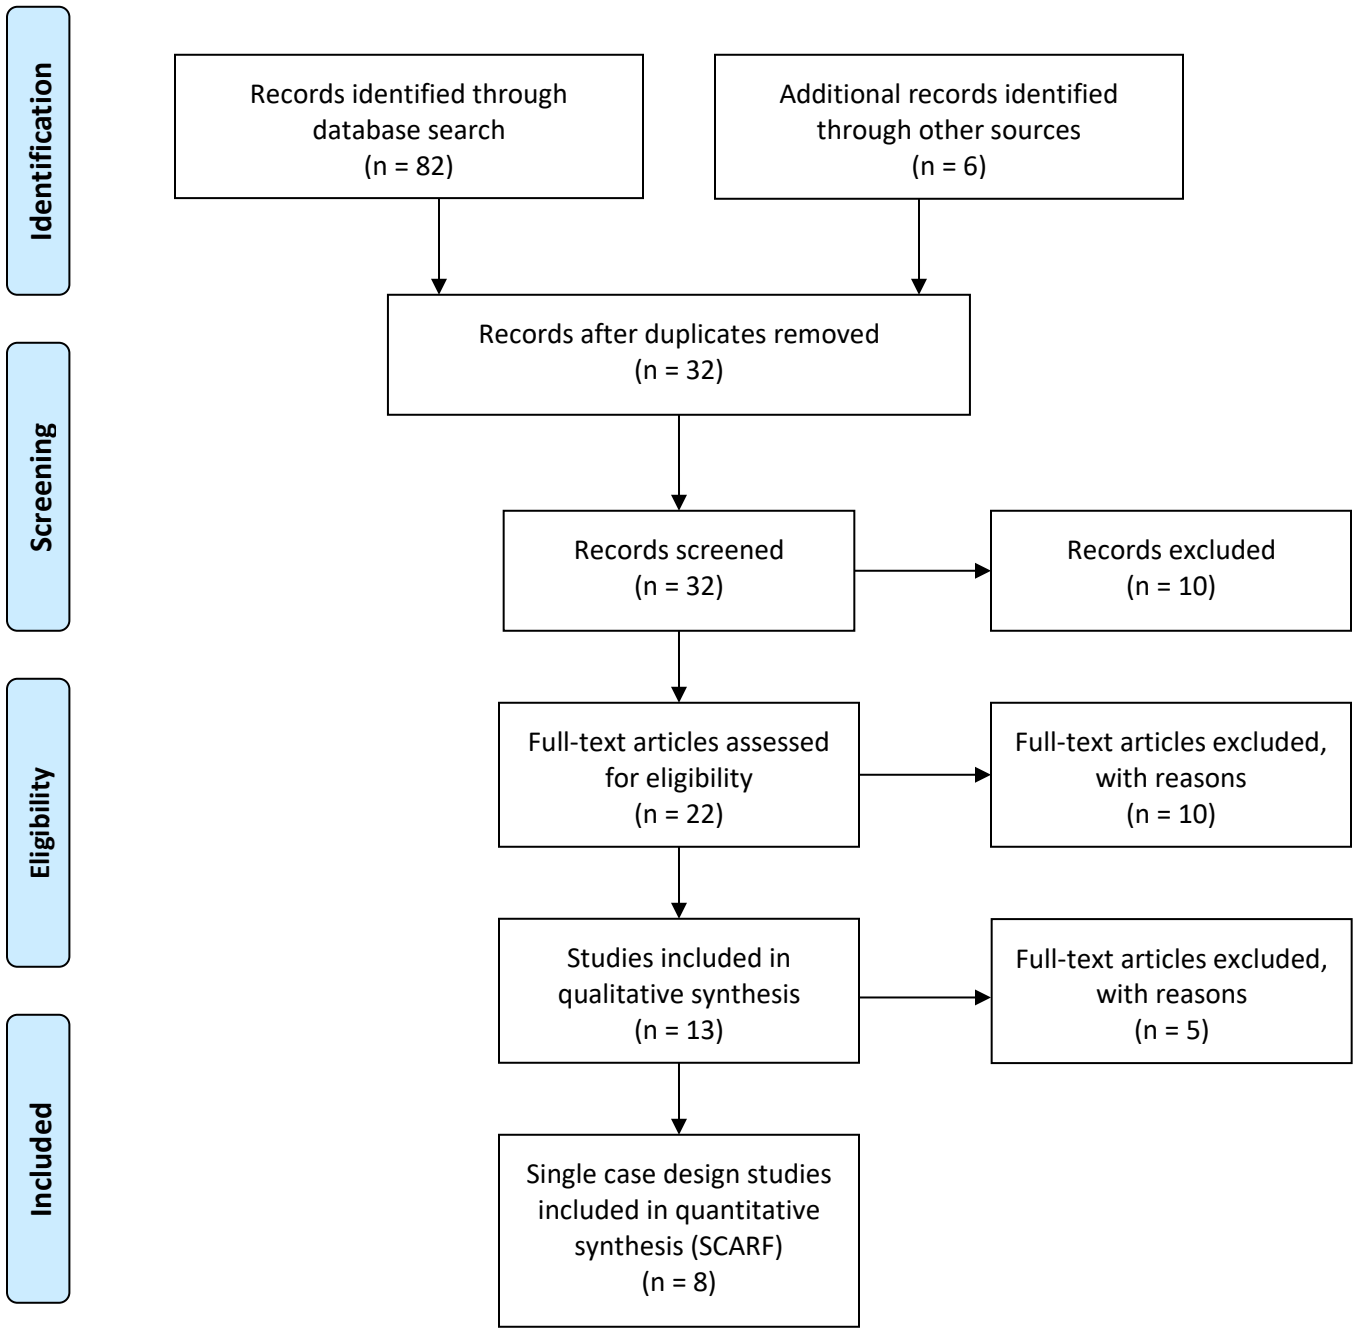 Identification
Records identified through
database search
(n = 82)
Additional records identified
through other sources
(n = 6)
Records after duplicates removed
(n = 32)
Screening
Records screened
(n = 32)
Records excluded
(n = 10)
Eligibility
Full-text articles assessed
for eligibility
(n = 22)
Full-text articles excluded,
with reasons
(n = 10)
Studies included in
qualitative synthesis
(n = 13)
Full-text articles excluded,
with reasons
(n = 5)
Included
Single case design studies
included in quantitative
synthesis (SCARF)
(n = 8)